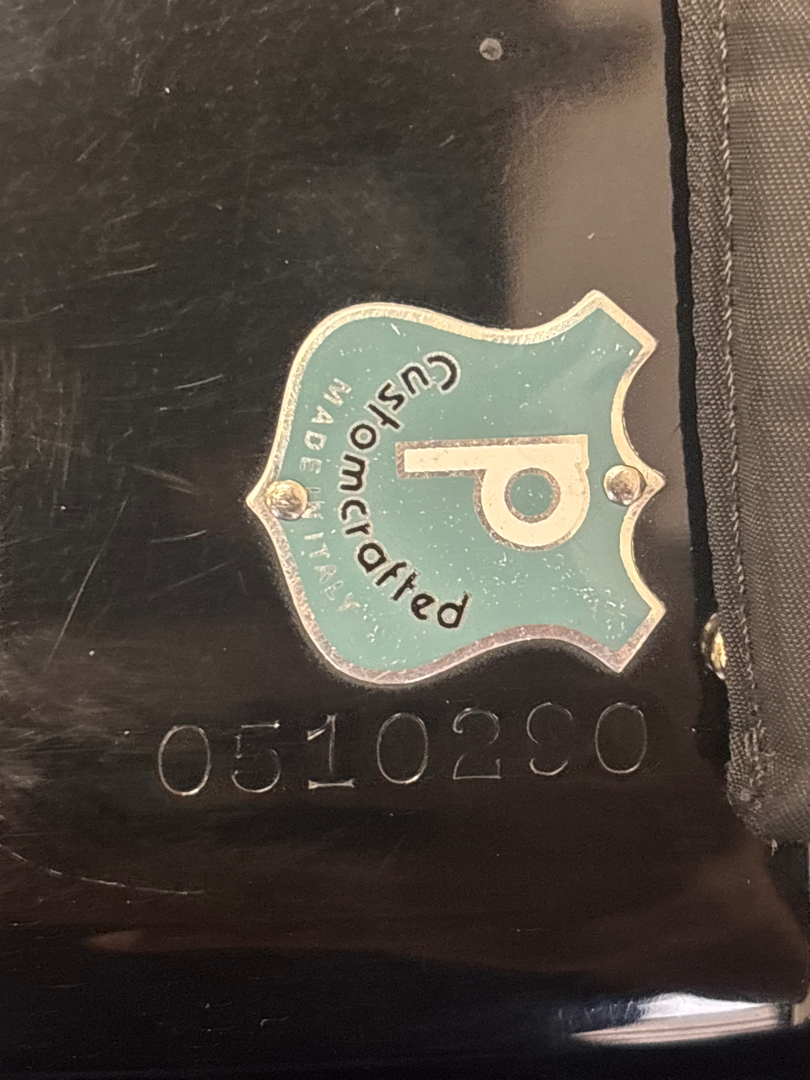 p
Customcrafted
MADE IN ITALY
0510290